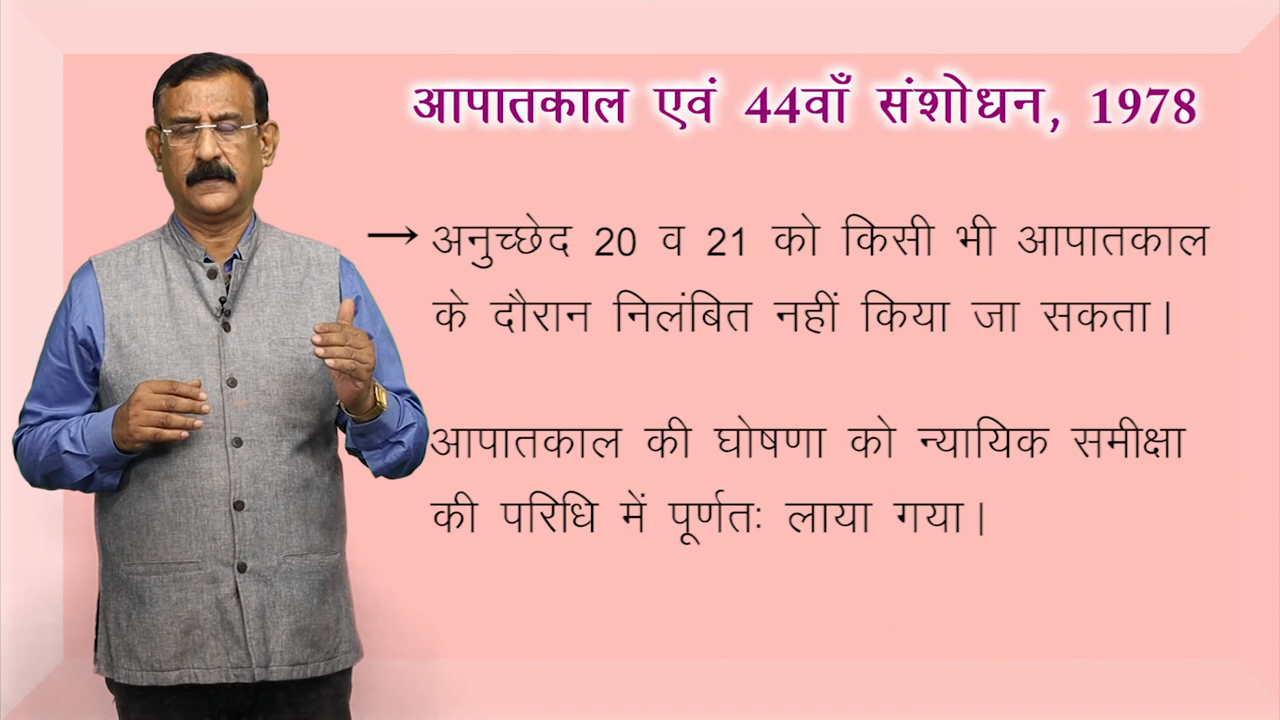 आपातकाल एवं 44वाँ संशोधन, 1978
→ अनुच्छेद 20 व 21 को किसी भी आपातकाल
के दौरान निलंबित नहीं किया जा सकता।
आपातकाल की घोषणा को न्यायिक समीक्षा
की परिधि में पूर्णतः लाया गया।